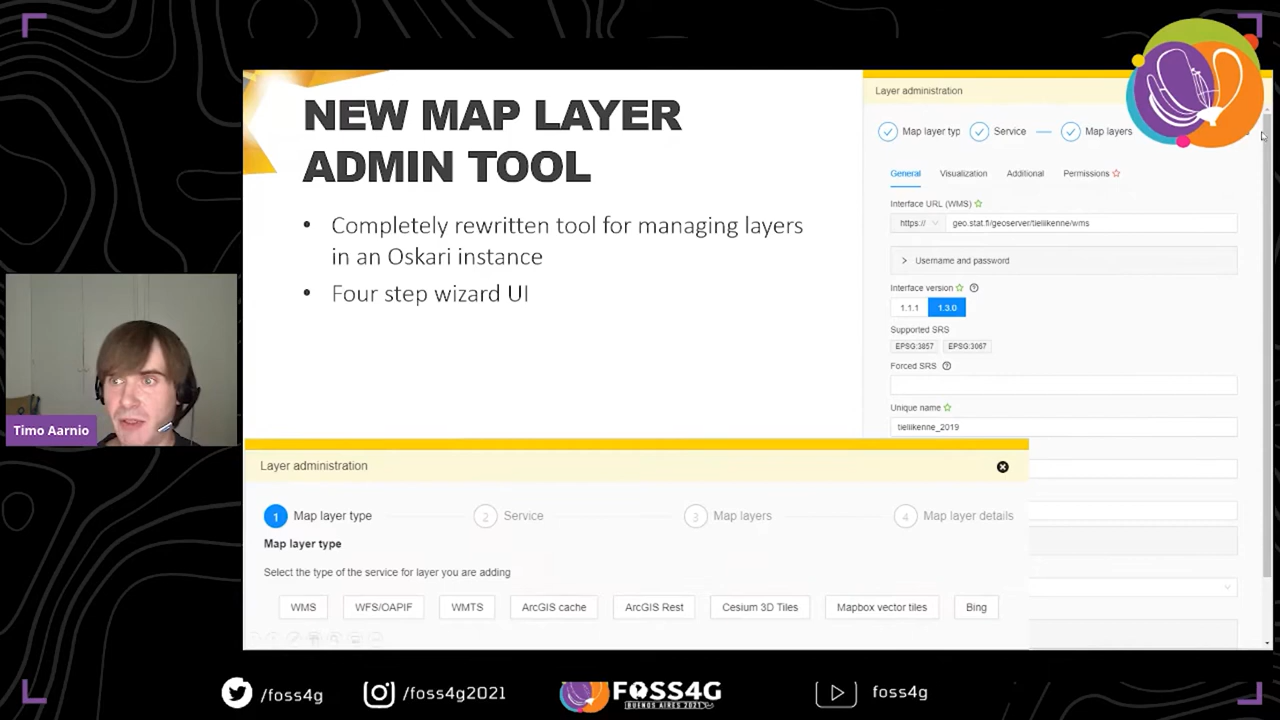 NEW MAP LAYER
ADMIN TOOL
• Completely rewritten tool for managing layers
in an Oskari instance
• Four step wizard UI
Layer administration
Map layer typ
Service
Map layers
General
Visualization
Additional
Permissions
Interface URL (WMS)
https://
geo.stat.fi/geoserver/tieliikenne/wms
Username and password
Interface version
1.1.1
1.3.0
Supported SRS
EPSG:3857
EPSG:3067
Forced SRS
Unique name
tieliikenne_2019
Timo Aarnio
Layer administration
1 Map layer type
2 Service
3 Map layers
4 Map layer details
Map layer type
Select the type of the service for layer you are adding
WMS
WFS/OAPIF
WMTS
ArcGIS cache
ArcGIS Rest
Cesium 3D Tiles
Mapbox vector tiles
Bing
/foss4g
/foss4g2021
FOSS4G
BUENOS AIRES 2021
foss4g